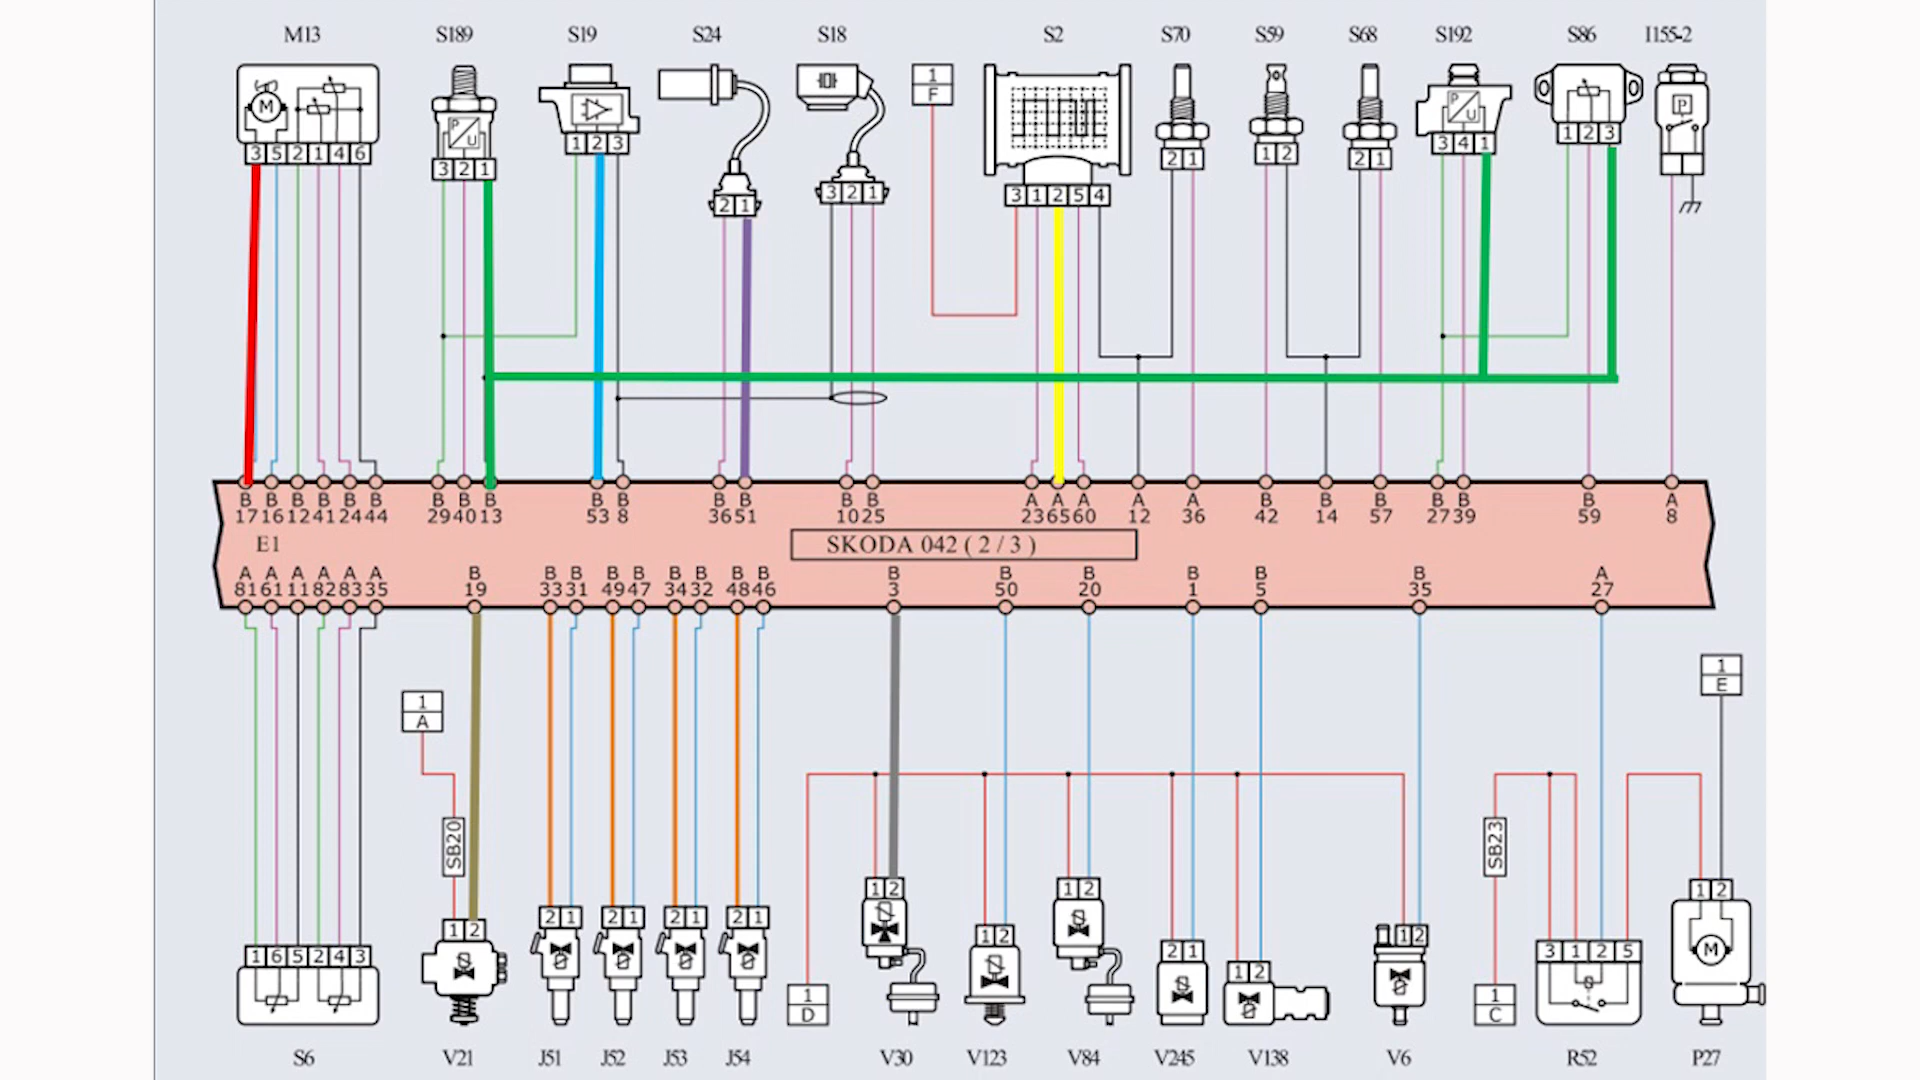 M13 S189 S19 S24 S18 S2 S70 S59 S68 S192 S86 I155-2
1
F
M
P
U
P
U
P
3 5 2 1 4 6
3 2 1
1 2 3
2 1
3 2 1
3 1 2 5 4
2 1
1 2
2 1
3 4 1
1 2 3
B B B B B B B B B B B B B B B A A A A A B B B B B B A
17 16 12 41 24 44 29 40 13 53 8 36 51 10 25 23 65 60 12 36 42 14 57 27 39 59 8
E1
SKODA 042 ( 2 / 3 )
A A A A A A B B B B B B B B B B B B B B B A
81 61 11 82 83 35 19 33 31 49 47 34 32 48 46 3 50 20 1 5 35 27
1
E
1
A
SB20
SB23
1 6 5 2 4 3
1 2
2 1
2 1
2 1
2 1
1 2
1 2
1 2
2 1
1 2
1 2
3 1 2 5
1 2
M
1
D
1
C
S6 V21 J51 J52 J53 J54 V30 V123 V84 V245 V138 V6 R52 P27